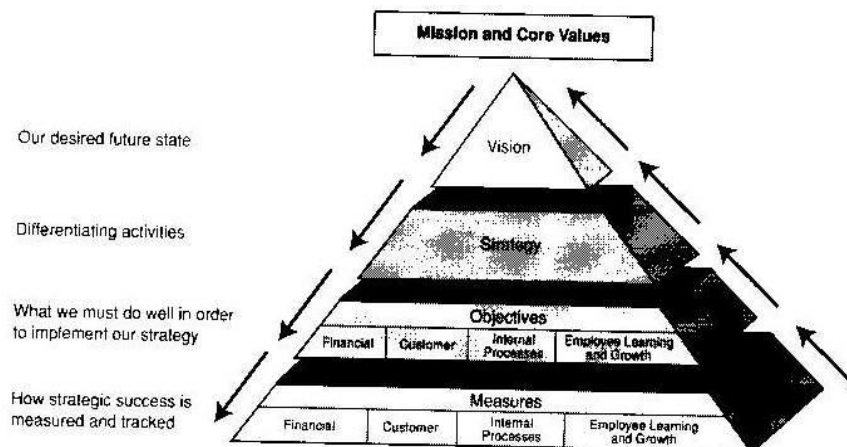 Mission and Core Values
Our desired future state
Vision
Differentiating activities
Strategy
What we must do well in order
to implement our strategy
Objectives
Financial
Customer
Internal
Processes
Employee Learning
and Growth
How strategic success is
measured and tracked
Measures
Financial
Customer
Internal
Processes
Employee Learning
and Growth